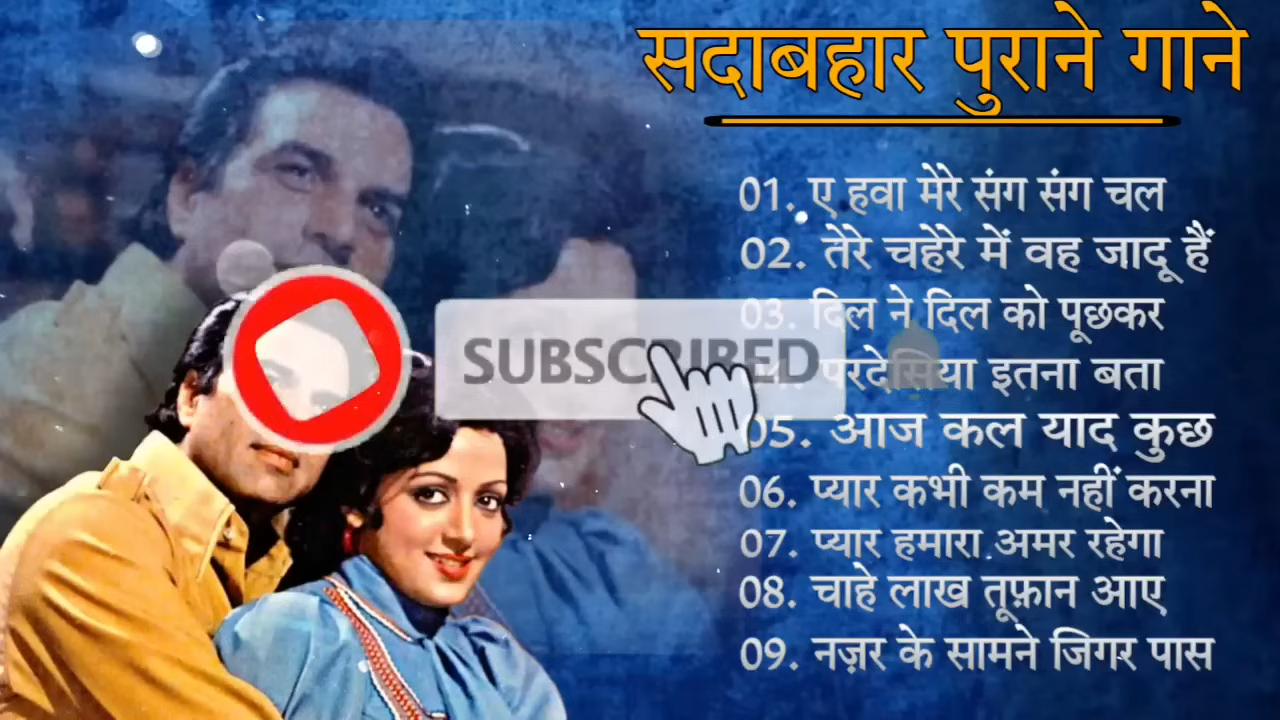 सदाबहार पुराने गाने
01. ए हवा मेरे संग संग चल
02. तेरे चहेरे में वह जादू हैं
03. दिल ने दिल को पूछकर
SUBSCRIBED
04. परदेसिया इतना बता
05. आज कल याद कुछ
06. प्यार कभी कम नहीं करना
07. प्यार हमारा अमर रहेगा
08. चाहे लाख तूफ़ान आए
09. नज़र के सामने जिगर पास